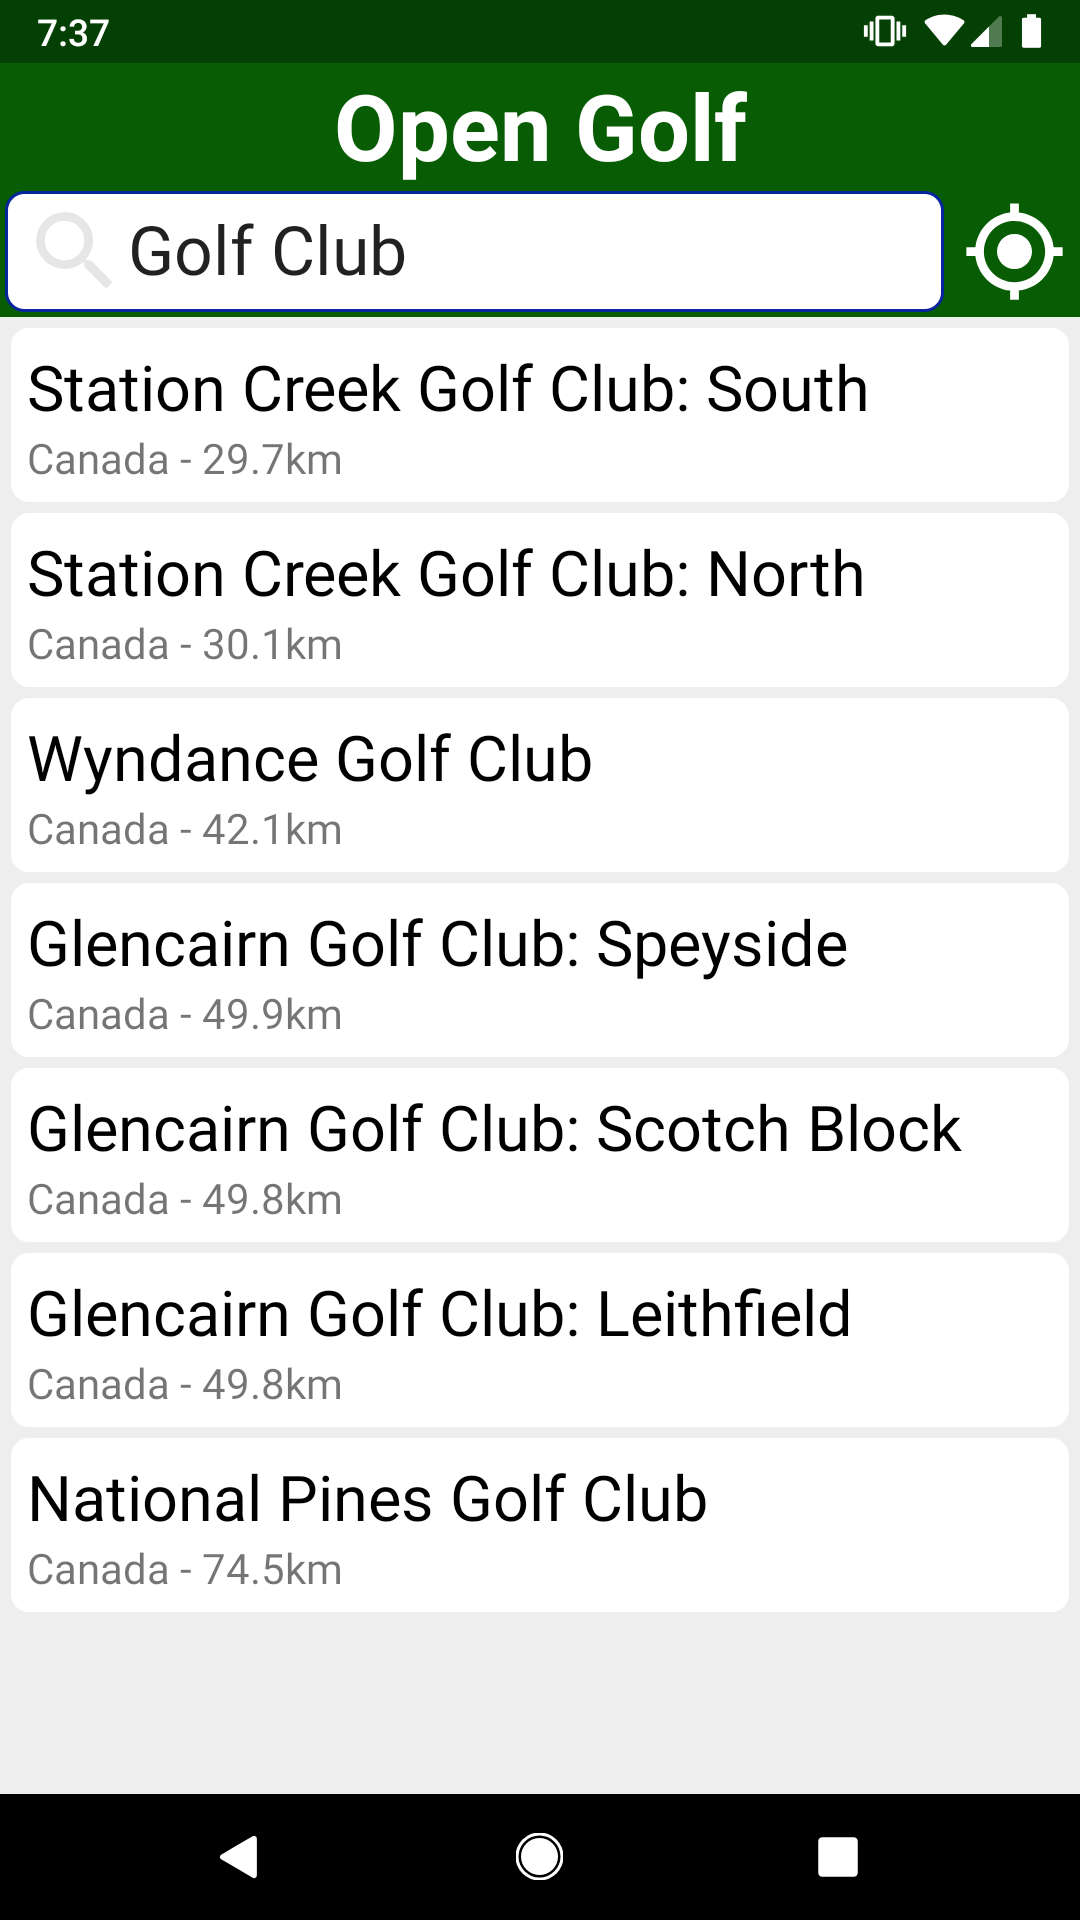 7:37
Open Golf
Golf Club
Station Creek Golf Club: South
Canada - 29.7km
Station Creek Golf Club: North
Canada - 30.1km
Wyndance Golf Club
Canada - 42.1km
Glencairn Golf Club: Speyside
Canada - 49.9km
Glencairn Golf Club: Scotch Block
Canada - 49.8km
Glencairn Golf Club: Leithfield
Canada - 49.8km
National Pines Golf Club
Canada - 74.5km